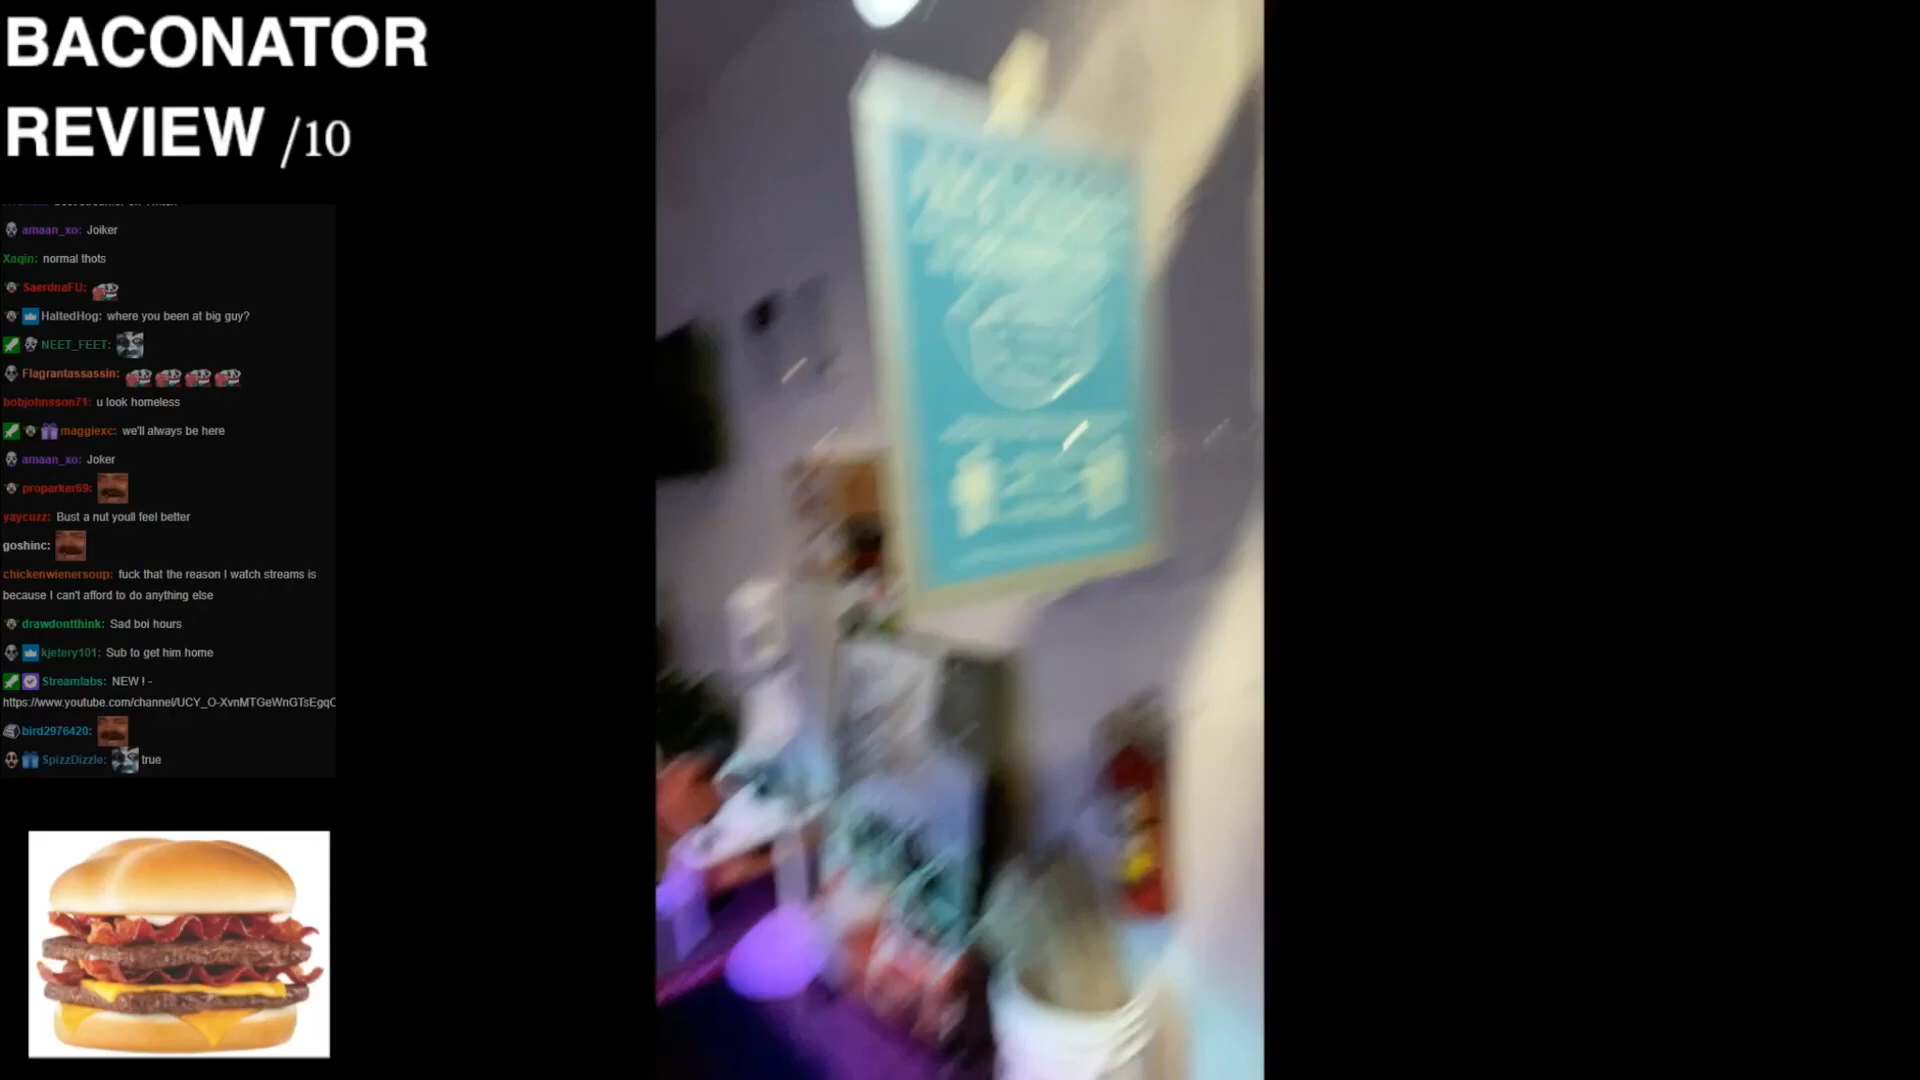 BACONATOR
REVIEW /10
amaan_xo: Joiker
Xaqin: normal thots
SaerdnaFU:
HaltedHog: where you been at big guy?
NEET_FEET:
Flagrantassassin:
bobjohnsson71: u look homeless
maggiexc: we'll always be here
amaan_xo: Joker
proparker69:
yaycuzz: Bust a nut youll feel better
goshinc:
chickenwienersoup: fuck that the reason I watch streams is
because I can't afford to do anything else
drawdontthink: Sad boi hours
kjetery101: Sub to get him home
Streamlabs: NEW ! -
https://www.youtube.com/channel/UCY_O-XvnMTGeWnGTsEgqC
bird2976420:
SpizzDizzle: true